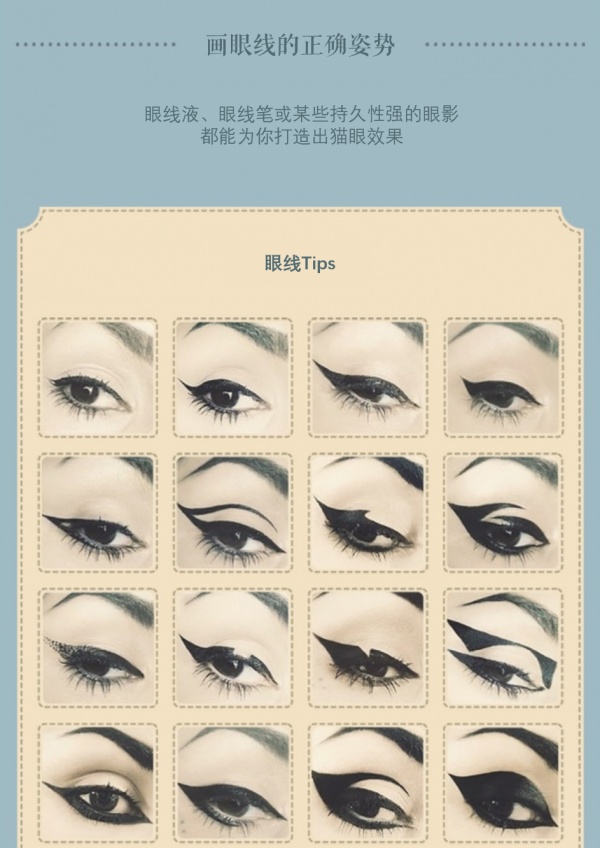 画眼线的正确姿势
眼线液、眼线笔或某些持久性强的眼影
都能为你打造出猫眼效果
眼线Tips